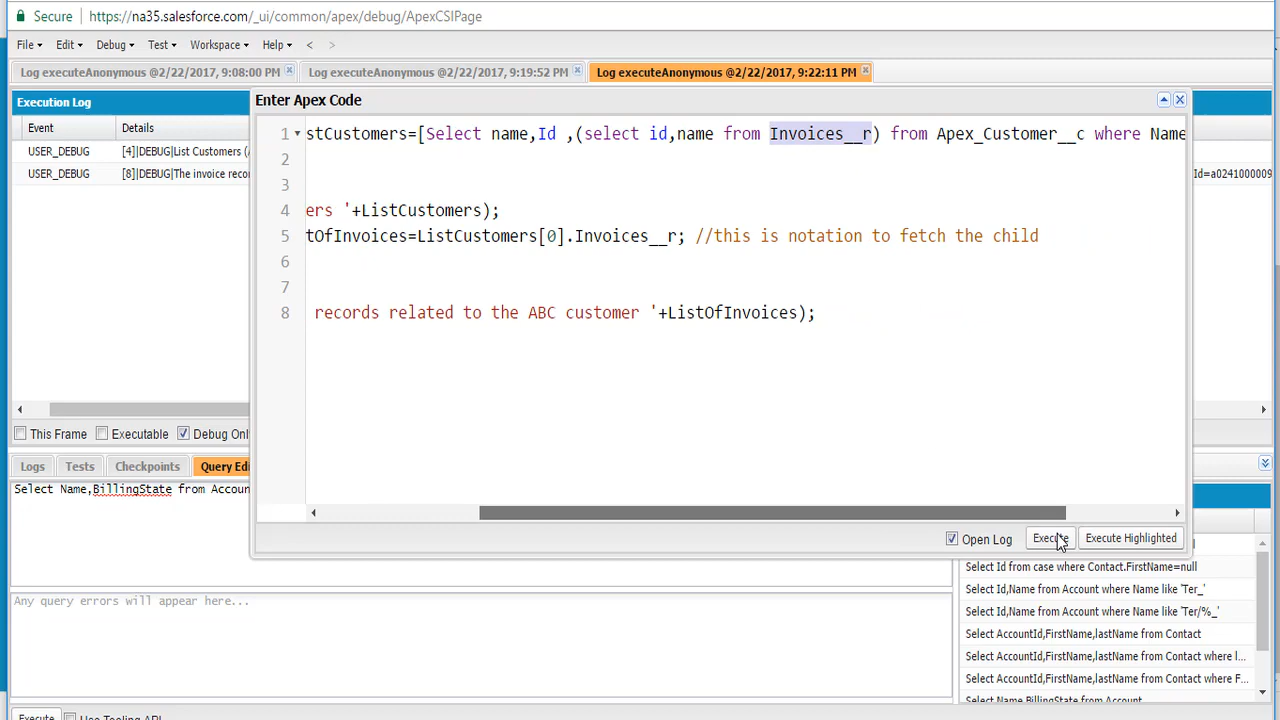 Secure https://na35.salesforce.com/_ui/common/apex/debug/ApexCSIPage
File Edit Debug Test Workspace Help < >
Log executeAnonymous @2/22/2017, 9:08:00 PM Log executeAnonymous @2/22/2017, 9:19:52 PM Log executeAnonymous @2/22/2017, 9:22:11 PM
Execution Log
Event Details
USER_DEBUG [4]|DEBUG|List Customers
USER_DEBUG [8]|DEBUG|The invoice recor
Id=a0241000009
Enter Apex Code
1 stCustomers=[Select name,Id ,(select id,name from Invoices__r) from Apex_Customer__c where Name
2
3
4 ers '+ListCustomers);
5 tOfInvoices=ListCustomers[0].Invoices__r; //this is notation to fetch the child
6
7
8 records related to the ABC customer '+ListOfInvoices);
Open Log Execute Execute Highlighted
This Frame Executable Debug Onl
Logs Tests Checkpoints Query Edi
Select Name,BillingState from Accoun
Any query errors will appear here...
Select Id from case where Contact.FirstName=null
Select Id,Name from Account where Name like 'Ter_'
Select Id,Name from Account where Name like 'Ter/%_'
Select AccountId,FirstName,lastName from Contact
Select AccountId,FirstName,lastName from Contact where l...
Select AccountId,FirstName,lastName from Contact where F...
Select Name,BillingState from Account
Execute Use Tooling API